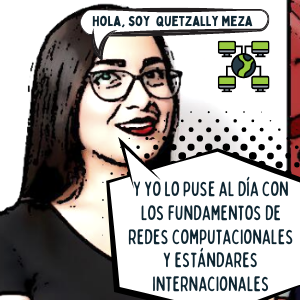 HOLA, SOY QUETZALLY MEZA
Y YO LO PUSE AL DÍA CON
LOS FUNDAMENTOS DE
REDES COMPUTACIONALES
Y ESTÁNDARES
INTERNACIONALES